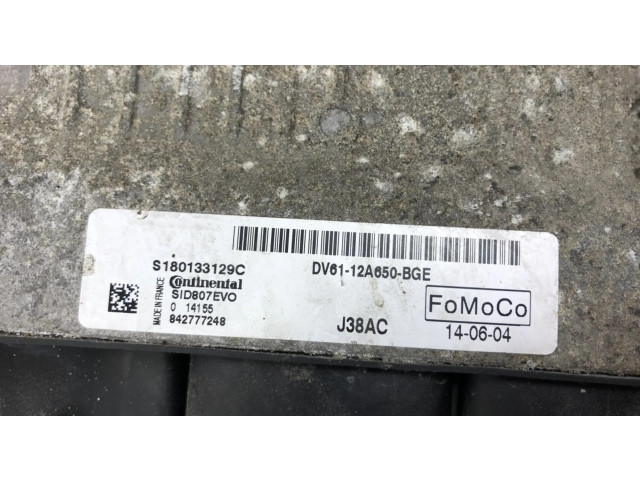 S180133129C
Continental
SID807EVO
0 14155
842777248
MADE IN FRANCE
DV61-12A650-BGE
J38AC
FoMoCo
14-06-04